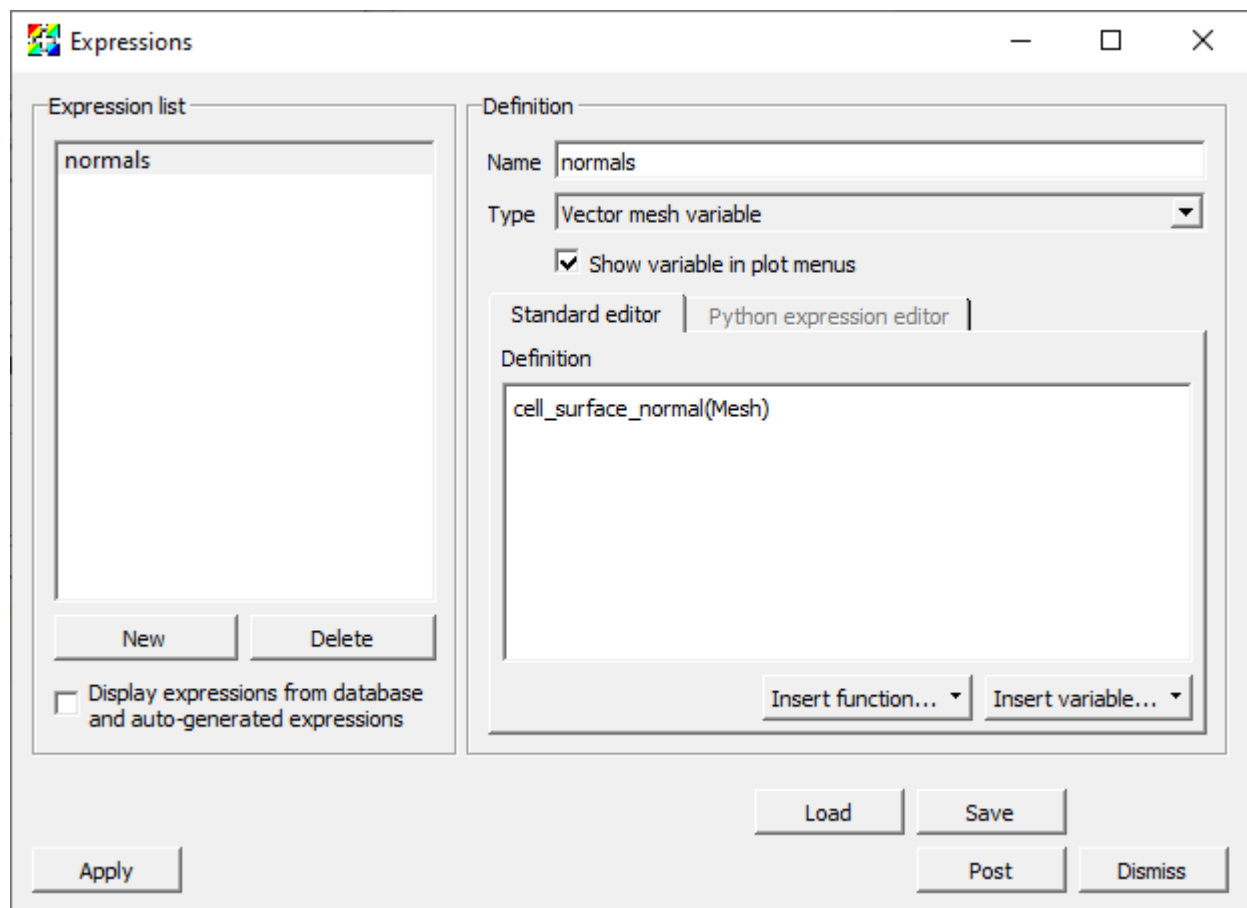 Expressions
Expression list
normals
New
Delete
Display expressions from database
and auto-generated expressions
Definition
Name normals
Type Vector mesh variable
Show variable in plot menus
Standard editor
Python expression editor
Definition
cell_surface_normal(Mesh)
Insert function...
Insert variable...
Load
Save
Apply
Post
Dismiss